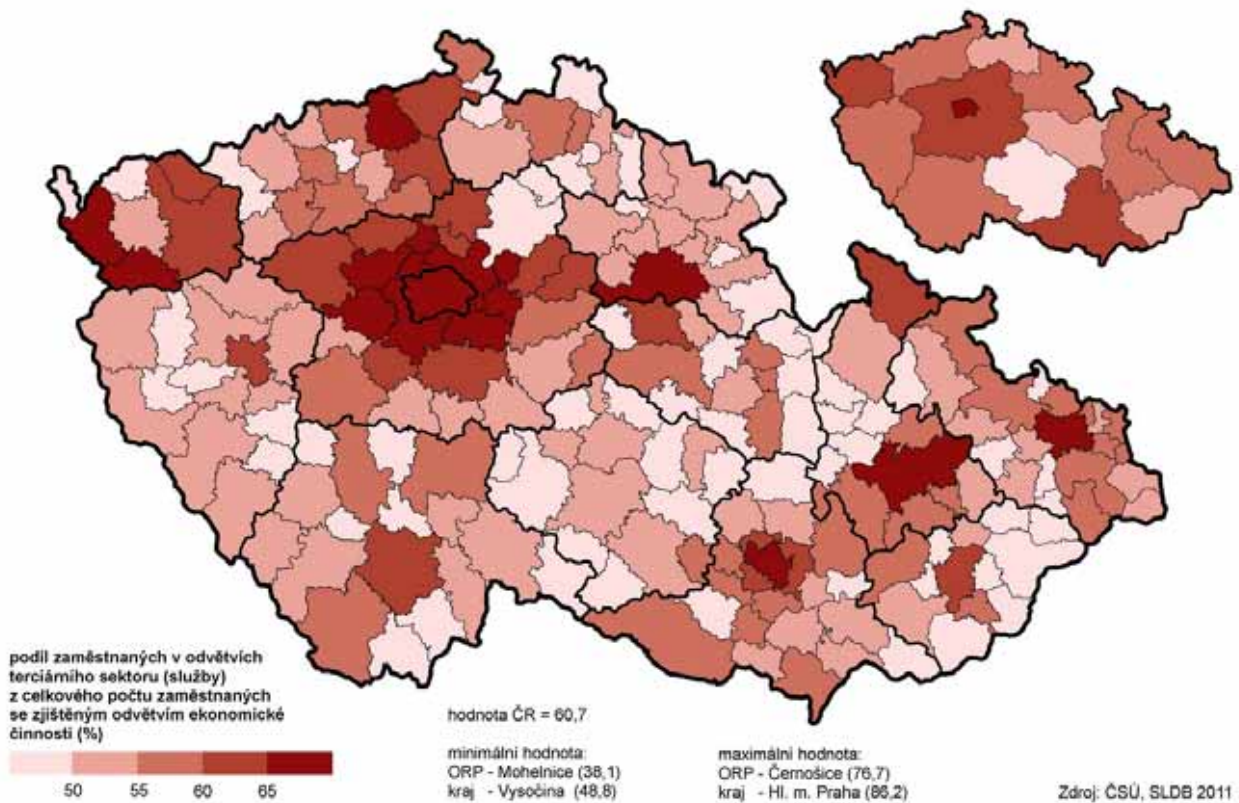 podíl zaměstnaných v odvětvích
terciárního sektoru (služby)
z celkového počtu zaměstnaných
se zjištěným odvětvím ekonomické
činnosti (%)
50 55 60 65
hodnota ČR = 60,7
minimální hodnota:
ORP - Mohelnice (38,1)
kraj - Vysočina (48,8)
maximální hodnota:
ORP - Černošice (76,7)
kraj - Hl. m. Praha (86,2)
Zdroj: ČSÚ, SLDB 2011